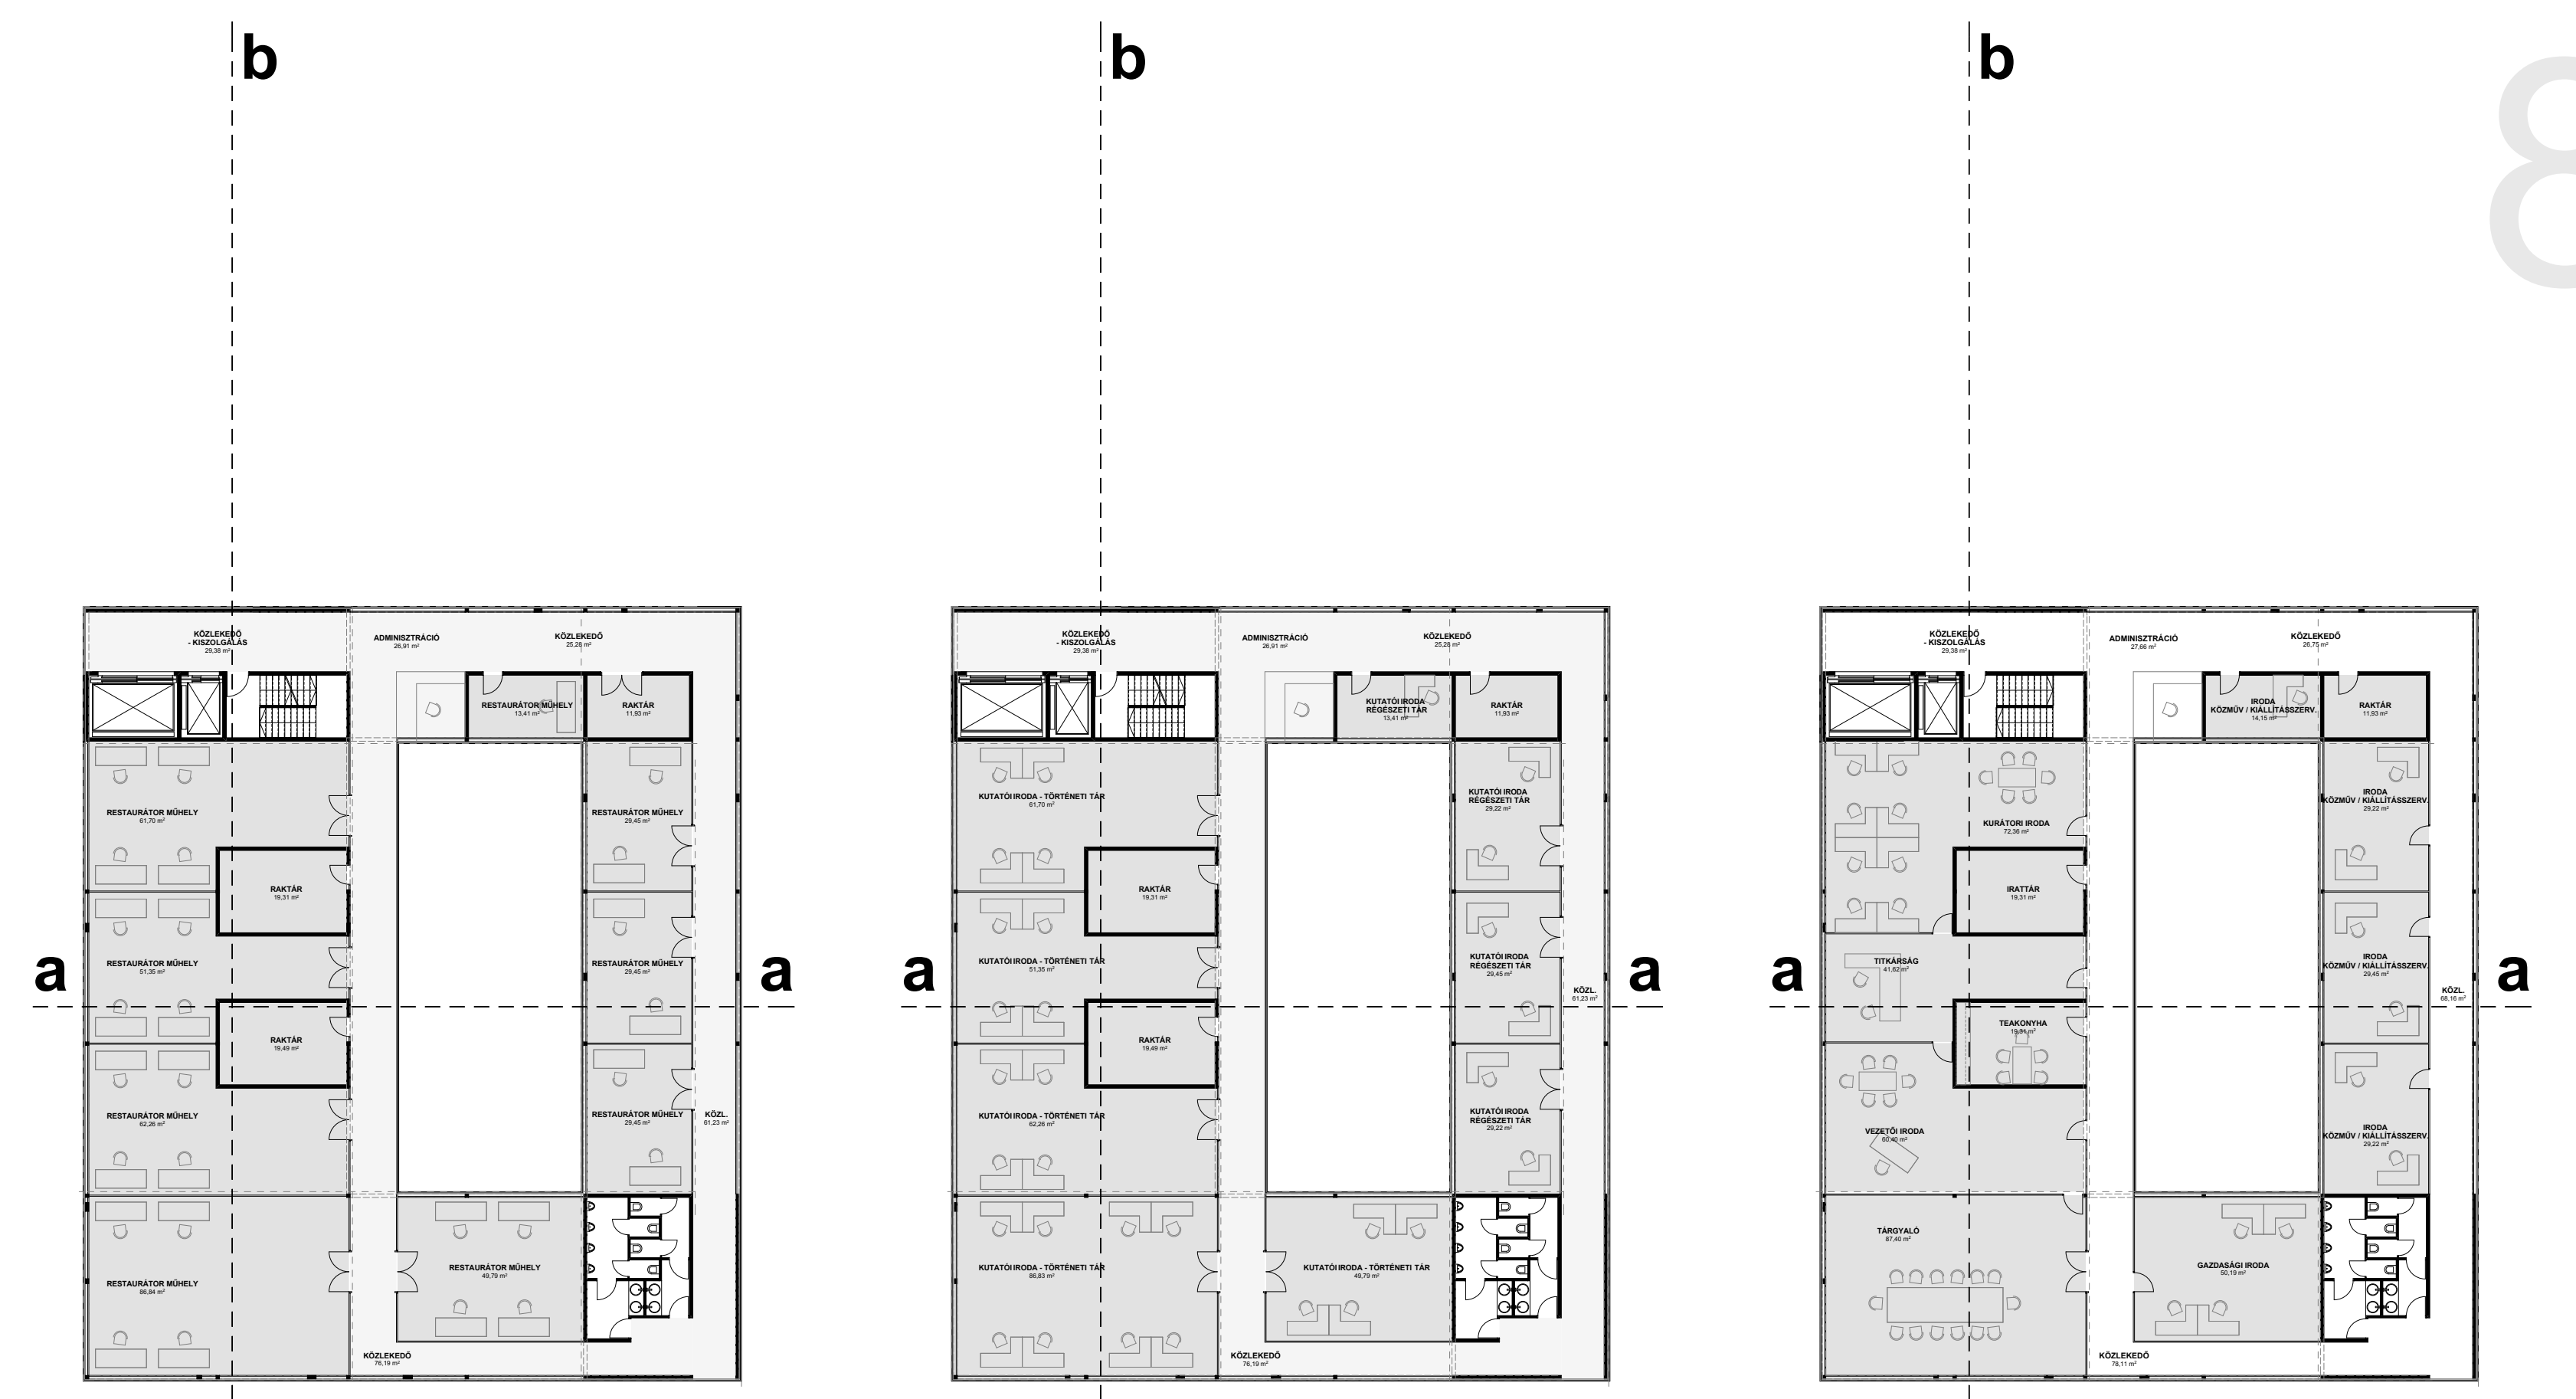 b
b
b
8
KÖZLEKEDŐ
- KISZOLGÁLÁS
29,38 m²
ADMINISZTRÁCIÓ
26,91 m²
KÖZLEKEDŐ
25,28 m²
RESTAURÁTOR MŰHELY
13,41 m²
RAKTÁR
11,93 m²
RESTAURÁTOR MŰHELY
61,70 m²
RESTAURÁTOR MŰHELY
29,45 m²
RAKTÁR
19,31 m²
a
RESTAURÁTOR MŰHELY
51,35 m²
RESTAURÁTOR MŰHELY
29,45 m²
a
RAKTÁR
19,49 m²
RESTAURÁTOR MŰHELY
62,26 m²
RESTAURÁTOR MŰHELY
29,45 m²
KÖZL.
61,23 m²
RESTAURÁTOR MŰHELY
86,84 m²
RESTAURÁTOR MŰHELY
49,79 m²
KÖZLEKEDŐ
76,19 m²
KÖZLEKEDŐ
- KISZOLGÁLÁS
29,38 m²
ADMINISZTRÁCIÓ
26,91 m²
KÖZLEKEDŐ
25,28 m²
KUTATÓI IRODA
RÉGÉSZETI TÁR
13,41 m²
RAKTÁR
11,93 m²
KUTATÓI IRODA - TÖRTÉNETI TÁR
61,70 m²
KUTATÓI IRODA
RÉGÉSZETI TÁR
29,22 m²
RAKTÁR
19,31 m²
a
KUTATÓI IRODA - TÖRTÉNETI TÁR
51,35 m²
KUTATÓI IRODA
RÉGÉSZETI TÁR
29,45 m²
KÖZL.
61,23 m²
a
RAKTÁR
19,49 m²
KUTATÓI IRODA - TÖRTÉNETI TÁR
62,26 m²
KUTATÓI IRODA
RÉGÉSZETI TÁR
29,22 m²
KUTATÓI IRODA - TÖRTÉNETI TÁR
86,83 m²
KUTATÓI IRODA - TÖRTÉNETI TÁR
49,79 m²
KÖZLEKEDŐ
76,19 m²
KÖZLEKEDŐ
- KISZOLGÁLÁS
29,38 m²
ADMINISZTRÁCIÓ
27,66 m²
KÖZLEKEDŐ
26,75 m²
IRODA
KÖZMŰV / KIÁLLÍTÁSSZERV.
14,15 m²
RAKTÁR
11,93 m²
KURÁTORI IRODA
72,36 m²
IRODA
KÖZMŰV / KIÁLLÍTÁSSZERV.
29,22 m²
IRATTÁR
19,31 m²
a
TITKÁRSÁG
41,62 m²
IRODA
KÖZMŰV / KIÁLLÍTÁSSZERV.
29,45 m²
KÖZL.
68,16 m²
a
TEAKONYHA
VEZETŐI IRODA
60,40 m²
IRODA
KÖZMŰV / KIÁLLÍTÁSSZERV.
29,22 m²
TÁRGYALÓ
87,40 m²
GAZDASÁGI IRODA
50,19 m²
KÖZLEKEDŐ
78,11 m²